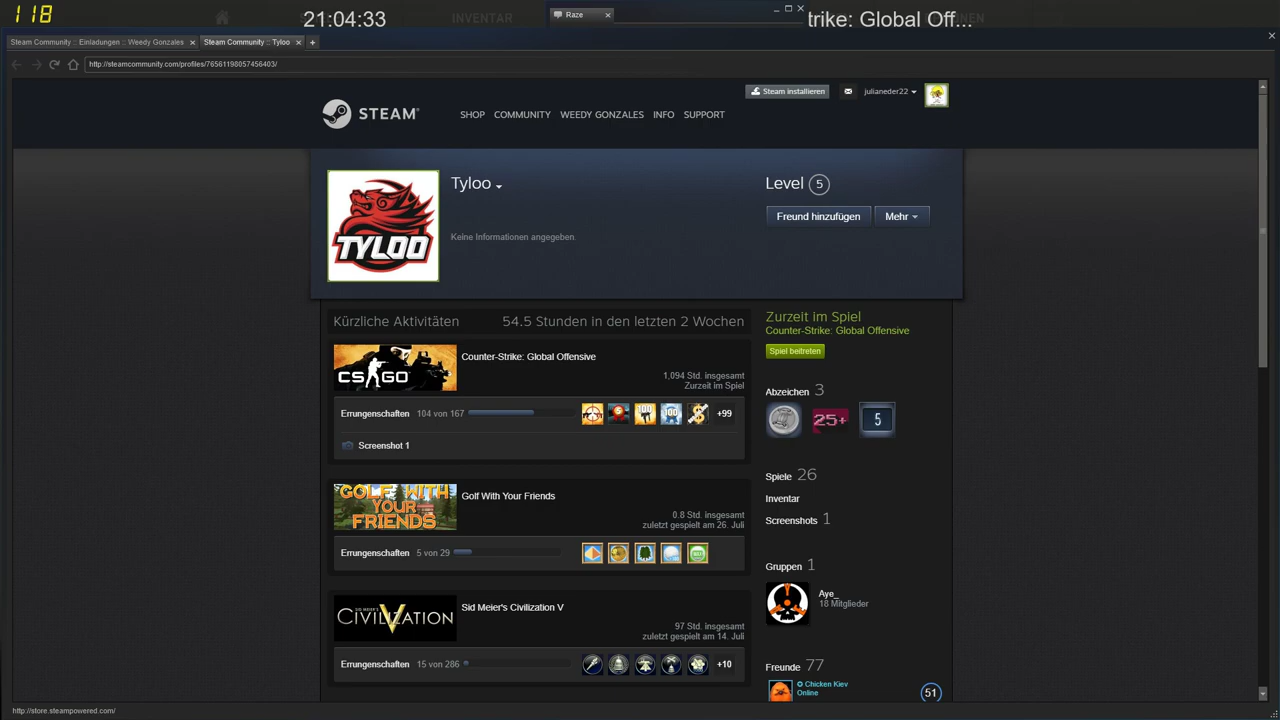 118
21:04:33
INVENTAR
Raze
trike: Global Off...
Steam Community :: Einladungen :: Weedy Gonzales
Steam Community :: Tyloo
http://steamcommunity.com/profiles/76561198057456403/
Steam installieren
julianeder22
STEAM
SHOP
COMMUNITY
WEEDY GONZALES
INFO
SUPPORT
TYLOO
Tyloo
Keine Informationen angegeben.
Level 5
Freund hinzufügen
Mehr
Kürzliche Aktivitäten
54.5 Stunden in den letzten 2 Wochen
CS GO
Counter-Strike: Global Offensive
1,094 Std. insgesamt
Zurzeit im Spiel
Errungenschaften 104 von 167
+99
Screenshot 1
GOLF WITH
YOUR
FRIENDS
Golf With Your Friends
0.8 Std. insgesamt
zuletzt gespielt am 26. Juli
Errungenschaften 5 von 29
SID MEIER'S
CIVILIZATION
V
Sid Meier's Civilization V
97 Std. insgesamt
zuletzt gespielt am 14. Juli
Errungenschaften 15 von 286
+10
Zurzeit im Spiel
Counter-Strike: Global Offensive
Spiel beitreten
Abzeichen 3
25+
5
Spiele 26
Inventar
Screenshots 1
Gruppen 1
Aye_
18 Mitglieder
Freunde 77
Chicken Kiev
Online
51
http://store.steampowered.com/